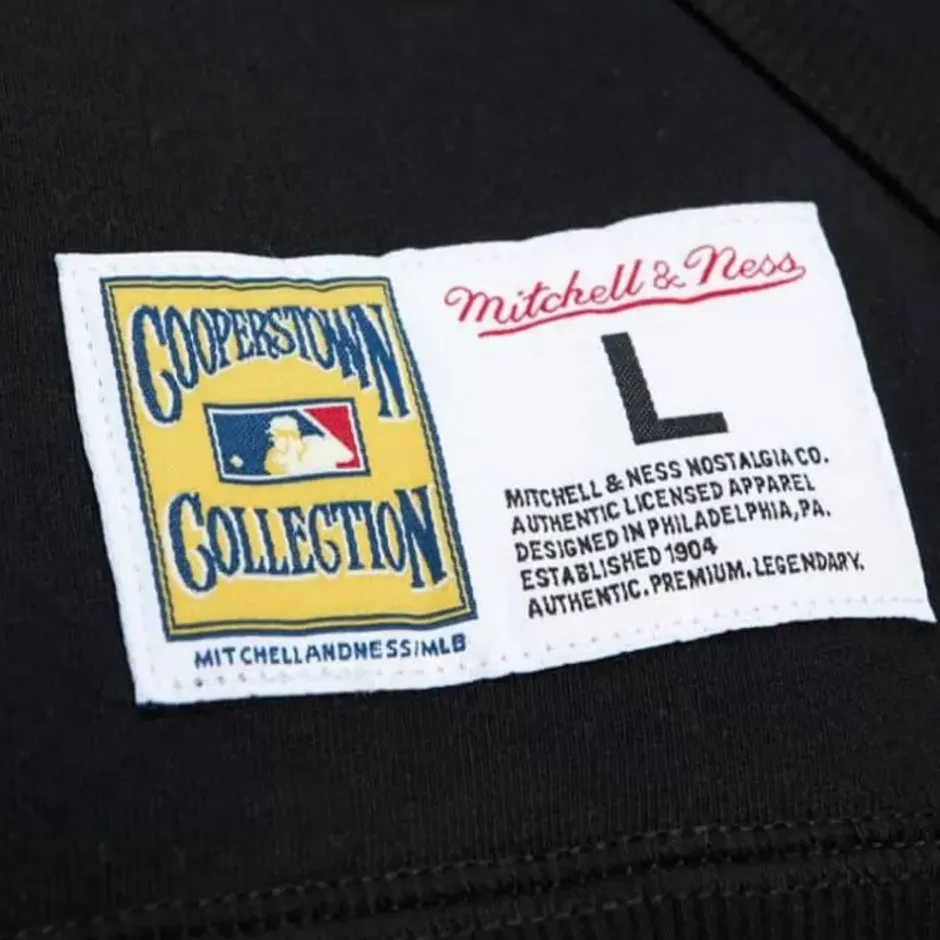 COOPERSTOWN
COLLECTION
MITCHELLANDNESS/MLB
Mitchell & Ness
L
MITCHELL & NESS NOSTALGIA CO.
AUTHENTIC LICENSED APPAREL
DESIGNED IN PHILADELPHIA, PA.
ESTABLISHED 1904
AUTHENTIC. PREMIUM. LEGENDARY.